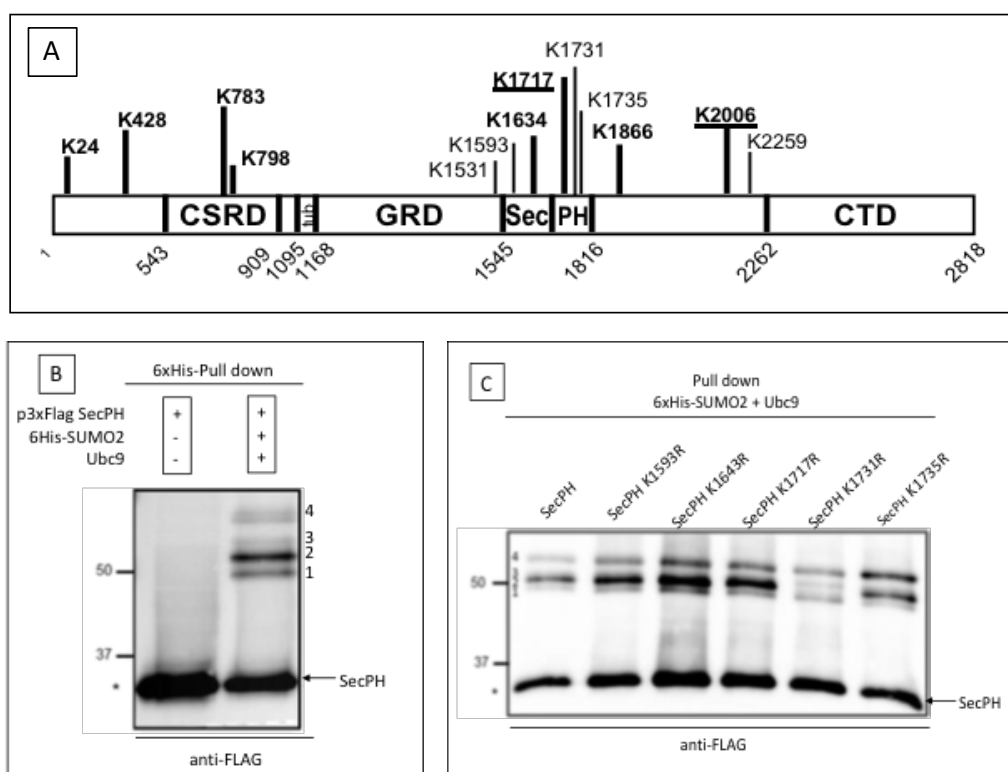 A
K1731
K1717
K1735
K783
K2006
K428
K1634
K1866
K24
K798
K1593
K2259
K1531
CSRD
tub
GRD
Sec
PH
CTD
1
543
909
1095
1168
1545
1816
2262
2818
B
6xHis-Pull down
p3xFlag SecPH + +
6His-SUMO2 - +
Ubc9 - +
4
3
2
1
50
37
*
SecPH
anti-FLAG
C
Pull down
6xHis-SUMO2 + Ubc9
SecPH
SecPH K1593R
SecPH K1643R
SecPH K1717R
SecPH K1731R
SecPH K1735R
4
50
37
*
SecPH
anti-FLAG